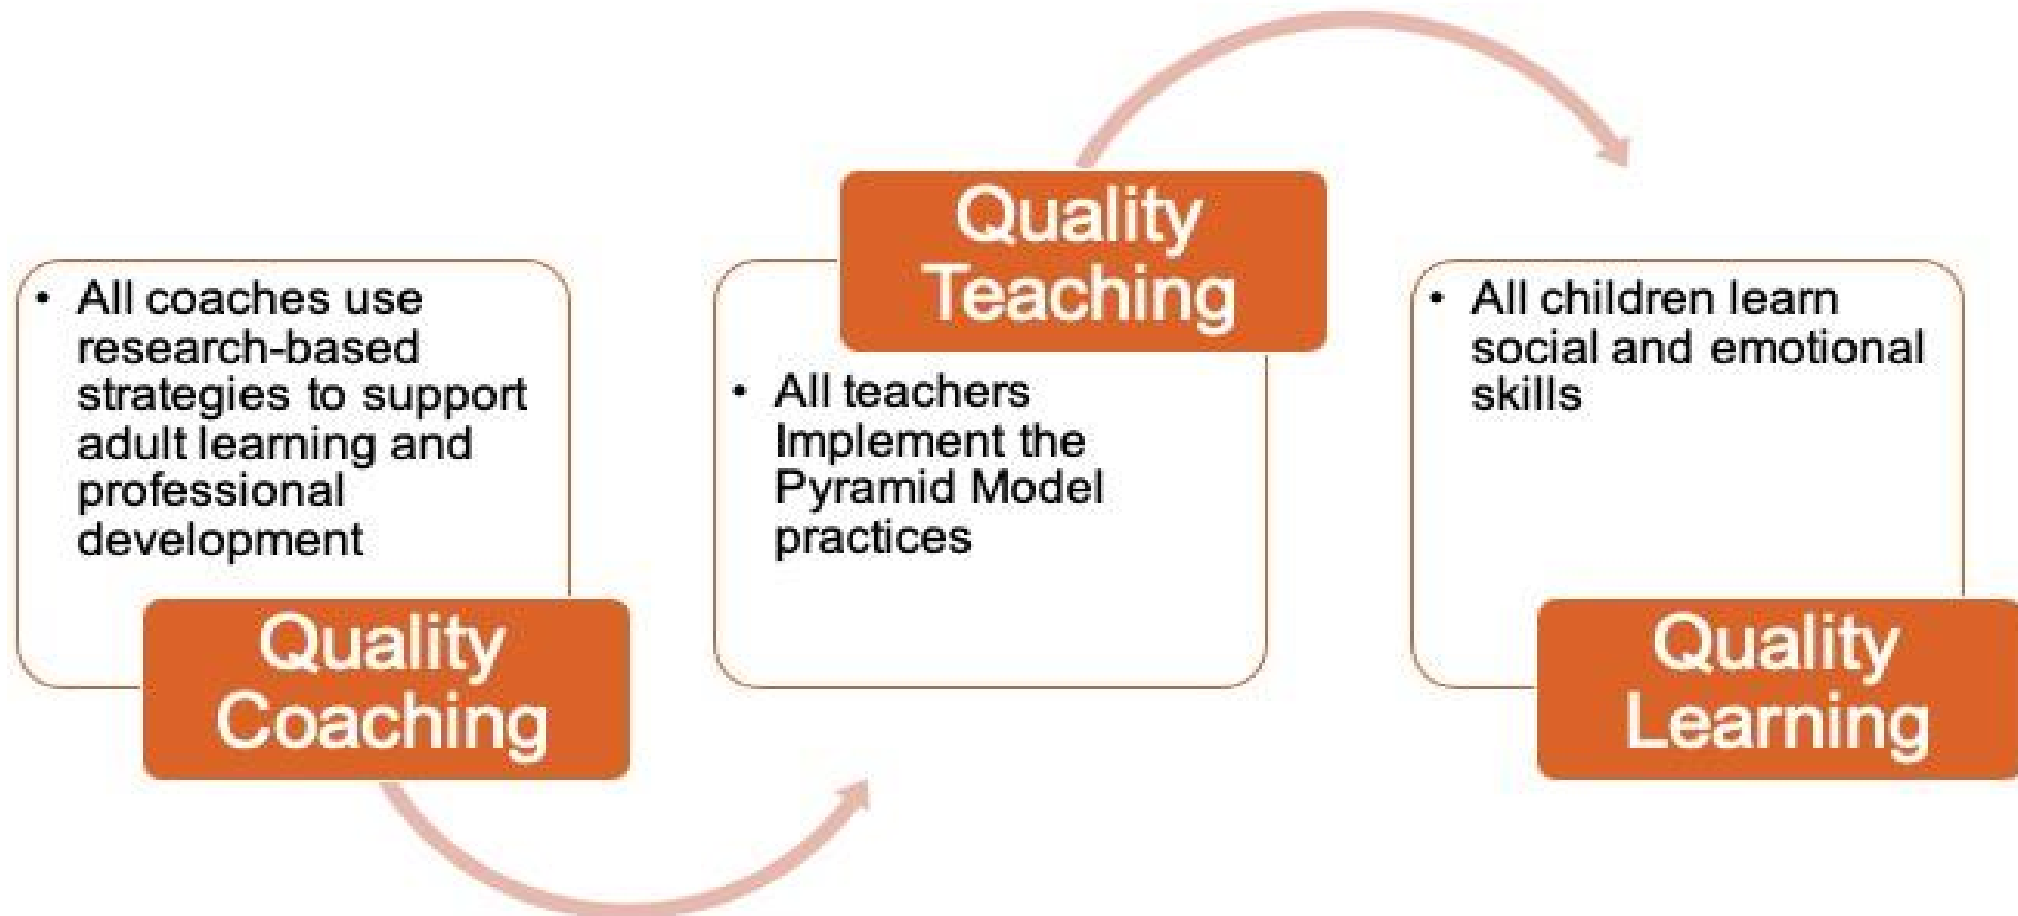 • All coaches use
research-based
strategies to support
adult learning and
professional
development
Quality
Coaching
Quality
Teaching
• All teachers
Implement the
Pyramid Model
practices
• All children learn
social and emotional
skills
Quality
Learning